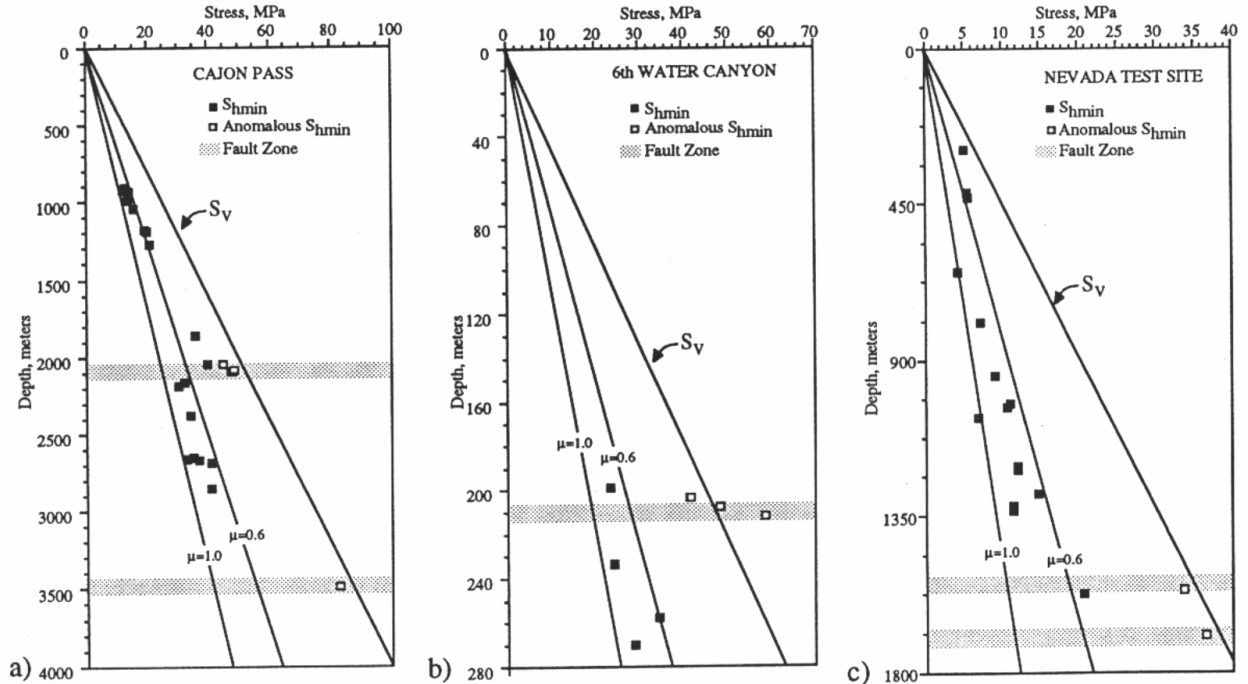 Stress, MPa
0 20 40 60 80 100
CAJON PASS
Shmin
Anomalous Shmin
Fault Zone
Sv
0
500
1000
1500
2000
2500
3000
3500
4000
Depth, meters
μ=1.0
μ=0.6
a)
Stress, MPa
0 10 20 30 40 50 60 70
6th WATER CANYON
Shmin
Anomalous Shmin
Fault Zone
Sv
0
40
80
120
160
200
240
280
Depth, meters
μ=1.0
μ=0.6
b)
Stress, MPa
0 5 10 15 20 25 30 35 40
NEVADA TEST SITE
Shmin
Anomalous Shmin
Fault Zone
Sv
0
450
900
1350
1800
Depth, meters
μ=1.0
μ=0.6
c)